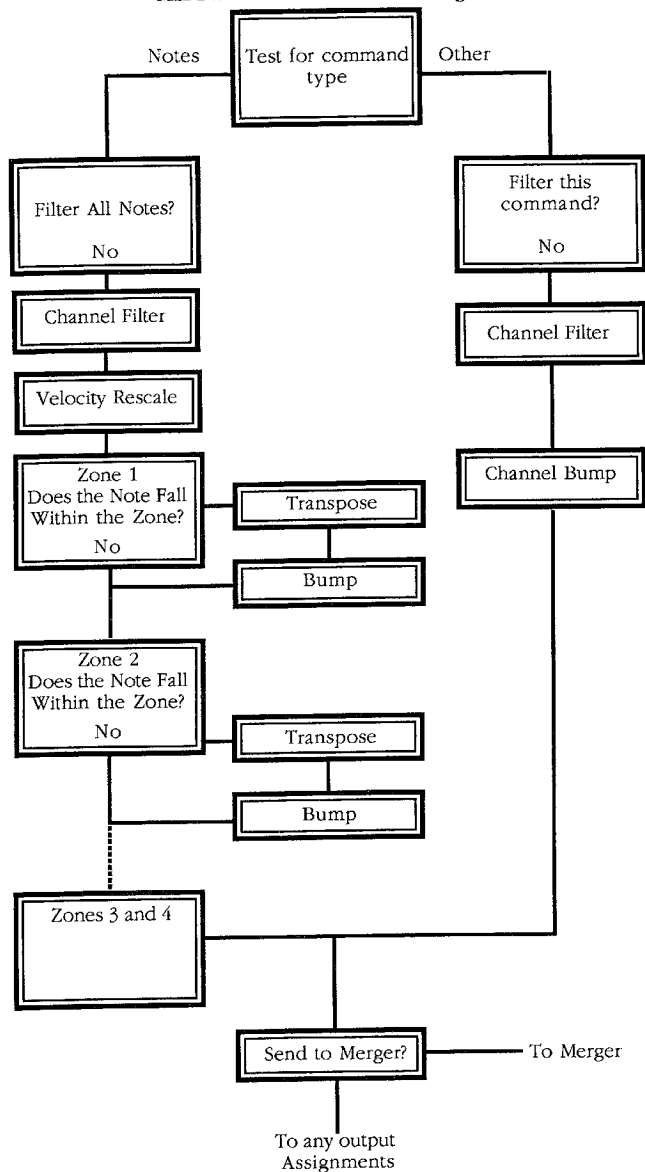 Notes
Test for command
type
Other
Filter All Notes?
No
Filter this
command?
No
Channel Filter
Channel Filter
Velocity Rescale
Zone 1
Does the Note Fall
Within the Zone?
No
Transpose
Bump
Channel Bump
Zone 2
Does the Note Fall
Within the Zone?
No
Transpose
Bump
Zones 3 and 4
Send to Merger?
To Merger
To any output
Assignments